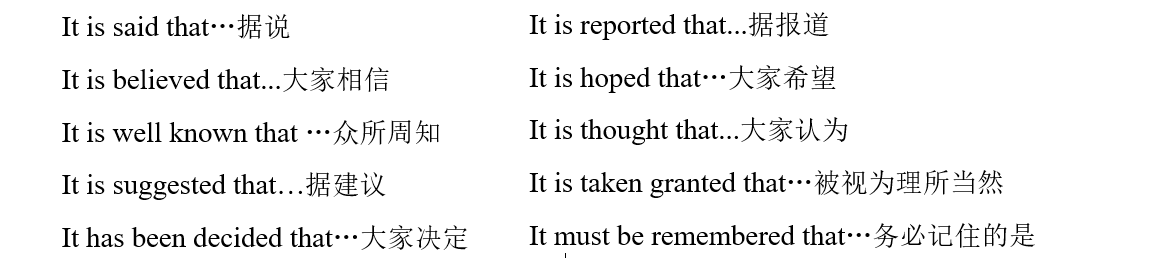 It is said that…据说
It is reported that...据报道
It is believed that...大家相信
It is hoped that…大家希望
It is well known that …众所周知
It is thought that...大家认为
It is suggested that…据建议
It is taken granted that…被视为理所当然
It has been decided that…大家决定
It must be remembered that…务必记住的是